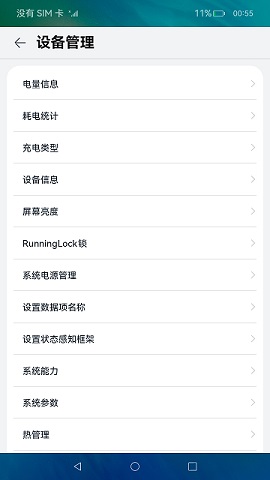 没有 SIM 卡 11% 00:55
设备管理
电量信息
耗电统计
充电类型
设备信息
屏幕亮度
RunningLock锁
系统电源管理
设置数据项名称
设置状态感知框架
系统能力
系统参数
热管理